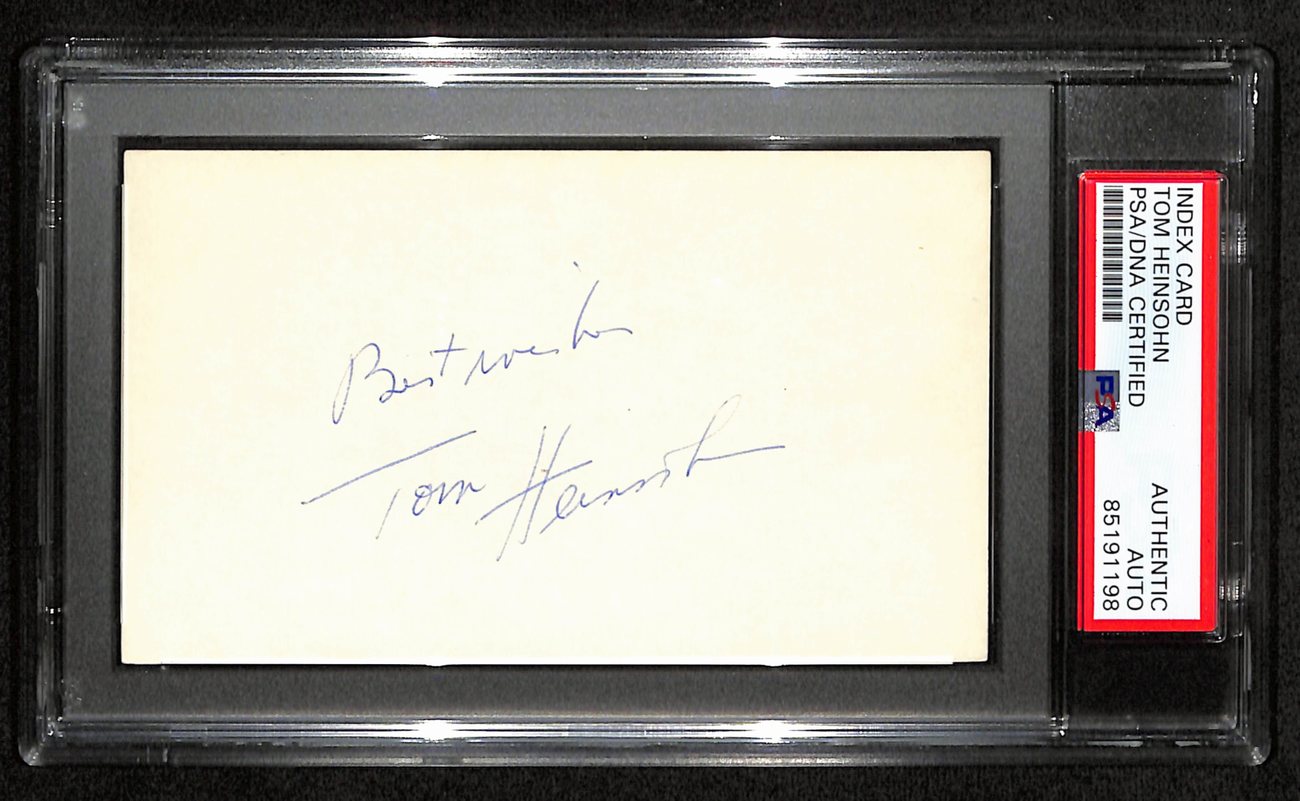 Best wishes
Tom Heinsohn
INDEX CARD
TOM HEINSOHN
PSA/DNA CERTIFIED
AUTHENTIC
AUTO
85191198
PSA